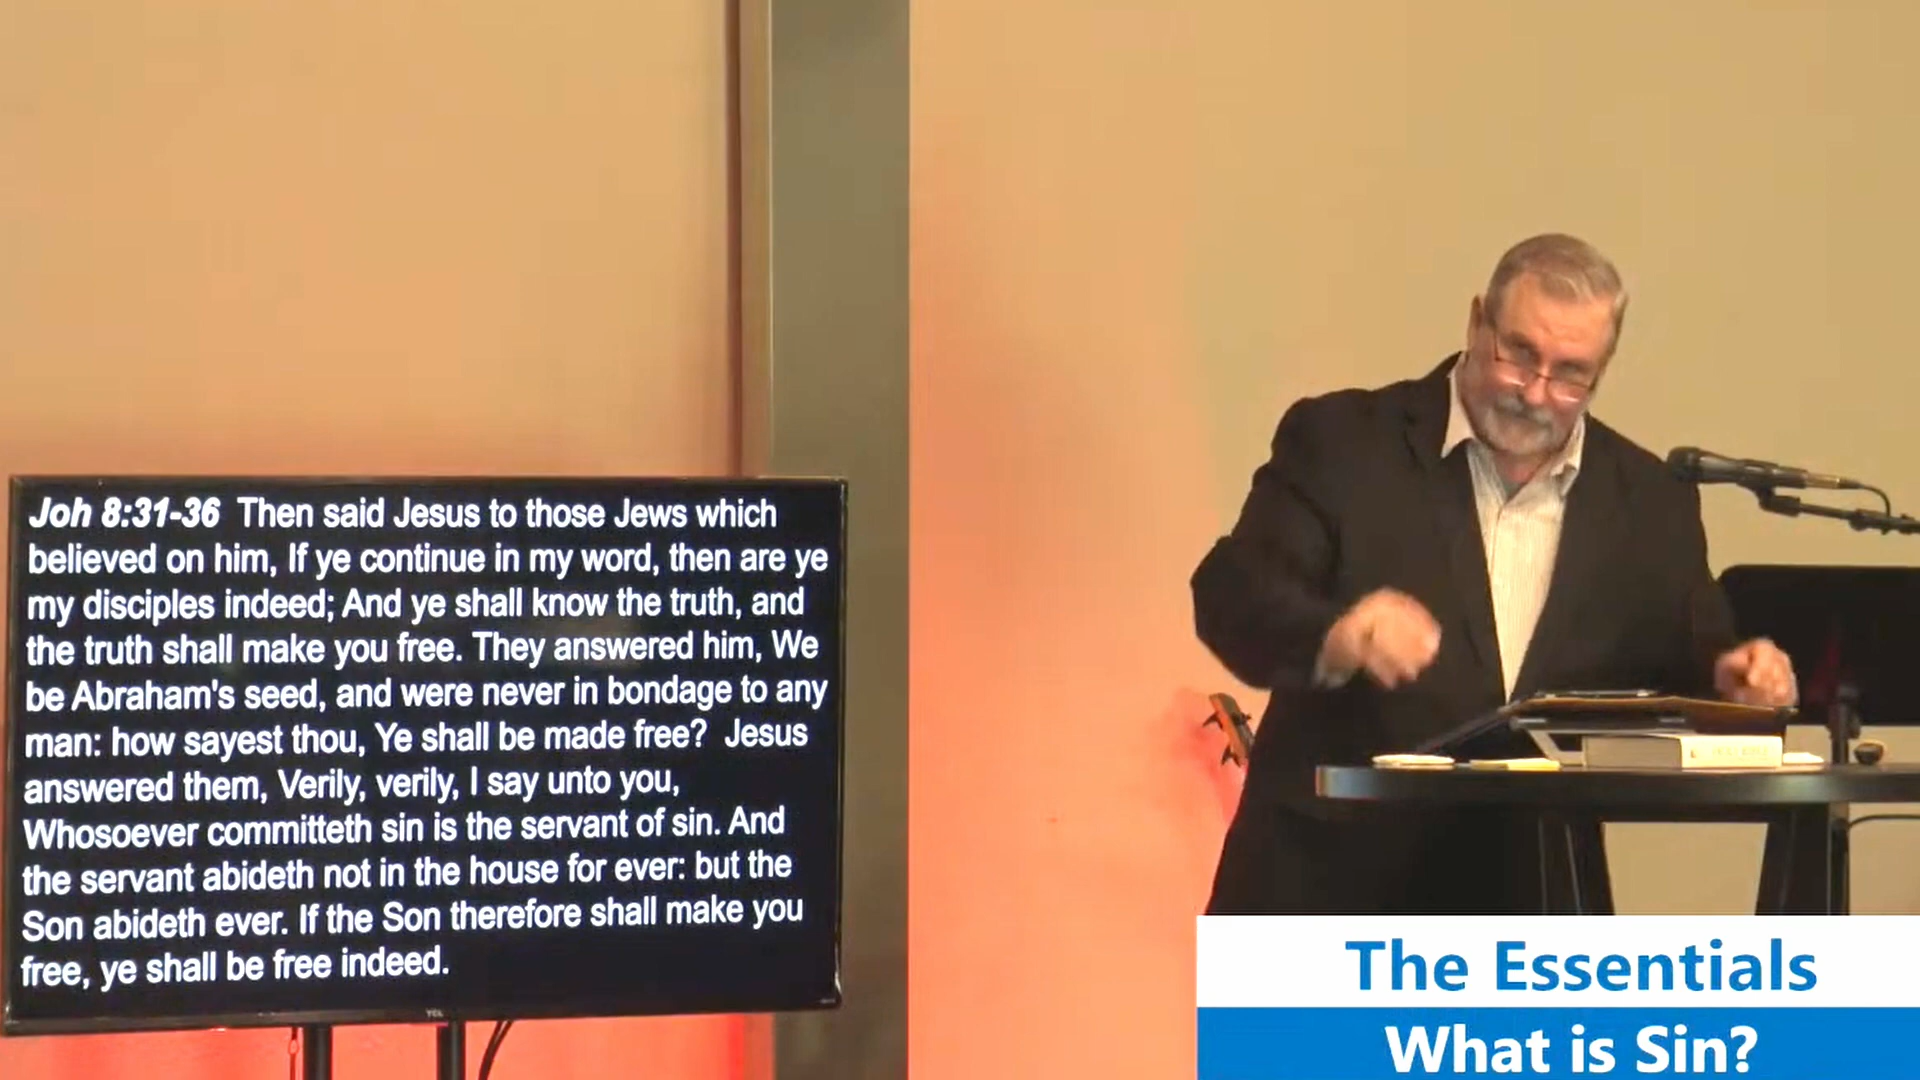 Joh 8:31-36 Then said Jesus to those Jews which
believed on him, If ye continue in my word, then are ye
my disciples indeed; And ye shall know the truth, and
the truth shall make you free. They answered him, We
be Abraham's seed, and were never in bondage to any
man: how sayest thou, Ye shall be made free? Jesus
answered them, Verily, verily, I say unto you,
Whosoever committeth sin is the servant of sin. And
the servant abideth not in the house for ever: but the
Son abideth ever. If the Son therefore shall make you
free, ye shall be free indeed.
TCL
The Essentials
What is Sin?